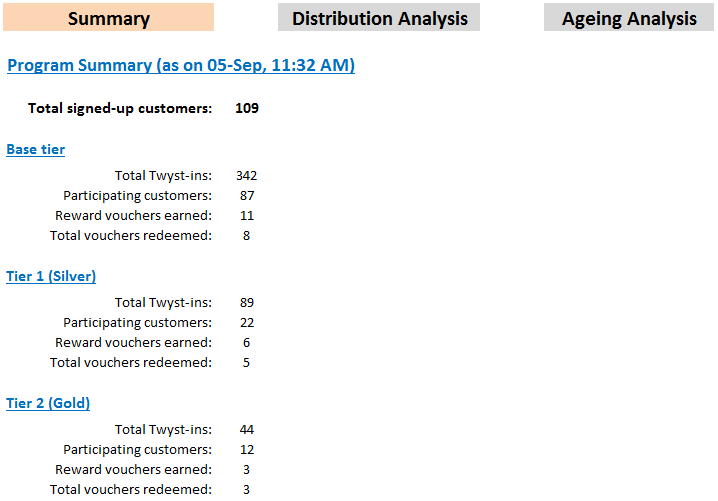 Summary Distribution Analysis Ageing Analysis
Program Summary (as on 05-Sep, 11:32 AM)
Total signed-up customers: 109
Base tier
Total Twyst-ins: 342
Participating customers: 87
Reward vouchers earned: 11
Total vouchers redeemed: 8
Tier 1 (Silver)
Total Twyst-ins: 89
Participating customers: 22
Reward vouchers earned: 6
Total vouchers redeemed: 5
Tier 2 (Gold)
Total Twyst-ins: 44
Participating customers: 12
Reward vouchers earned: 3
Total vouchers redeemed: 3